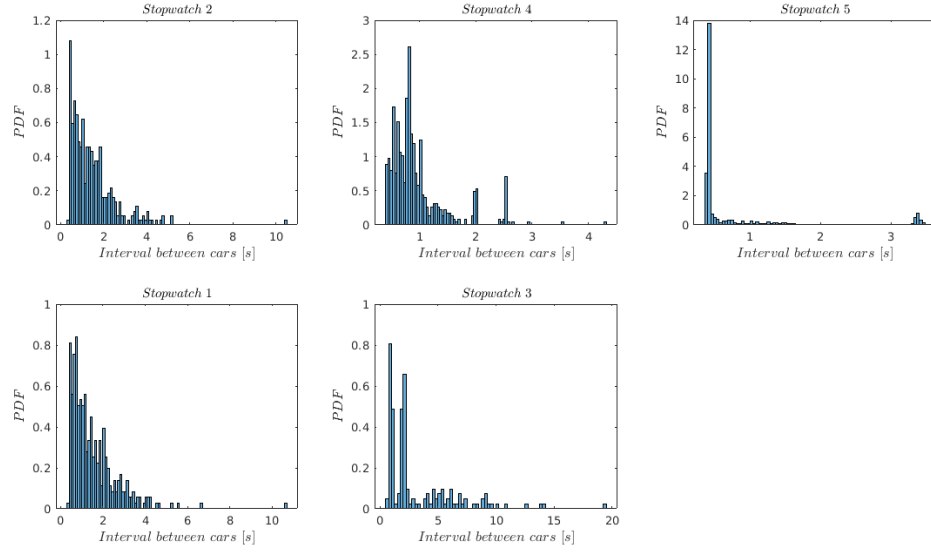 Stopwatch 2
1.2
1
0.8
0.6
0.4
0.2
0
PDF
0 2 4 6 8 10
Interval between cars [s]
Stopwatch 4
3
2.5
2
1.5
1
0.5
0
PDF
1 2 3 4
Interval between cars [s]
Stopwatch 5
14
12
10
8
6
4
2
0
PDF
1 2 3
Interval between cars [s]
Stopwatch 1
1
0.8
0.6
0.4
0.2
0
PDF
0 2 4 6 8 10
Interval between cars [s]
Stopwatch 3
1
0.8
0.6
0.4
0.2
0
PDF
0 5 10 15 20
Interval between cars [s]